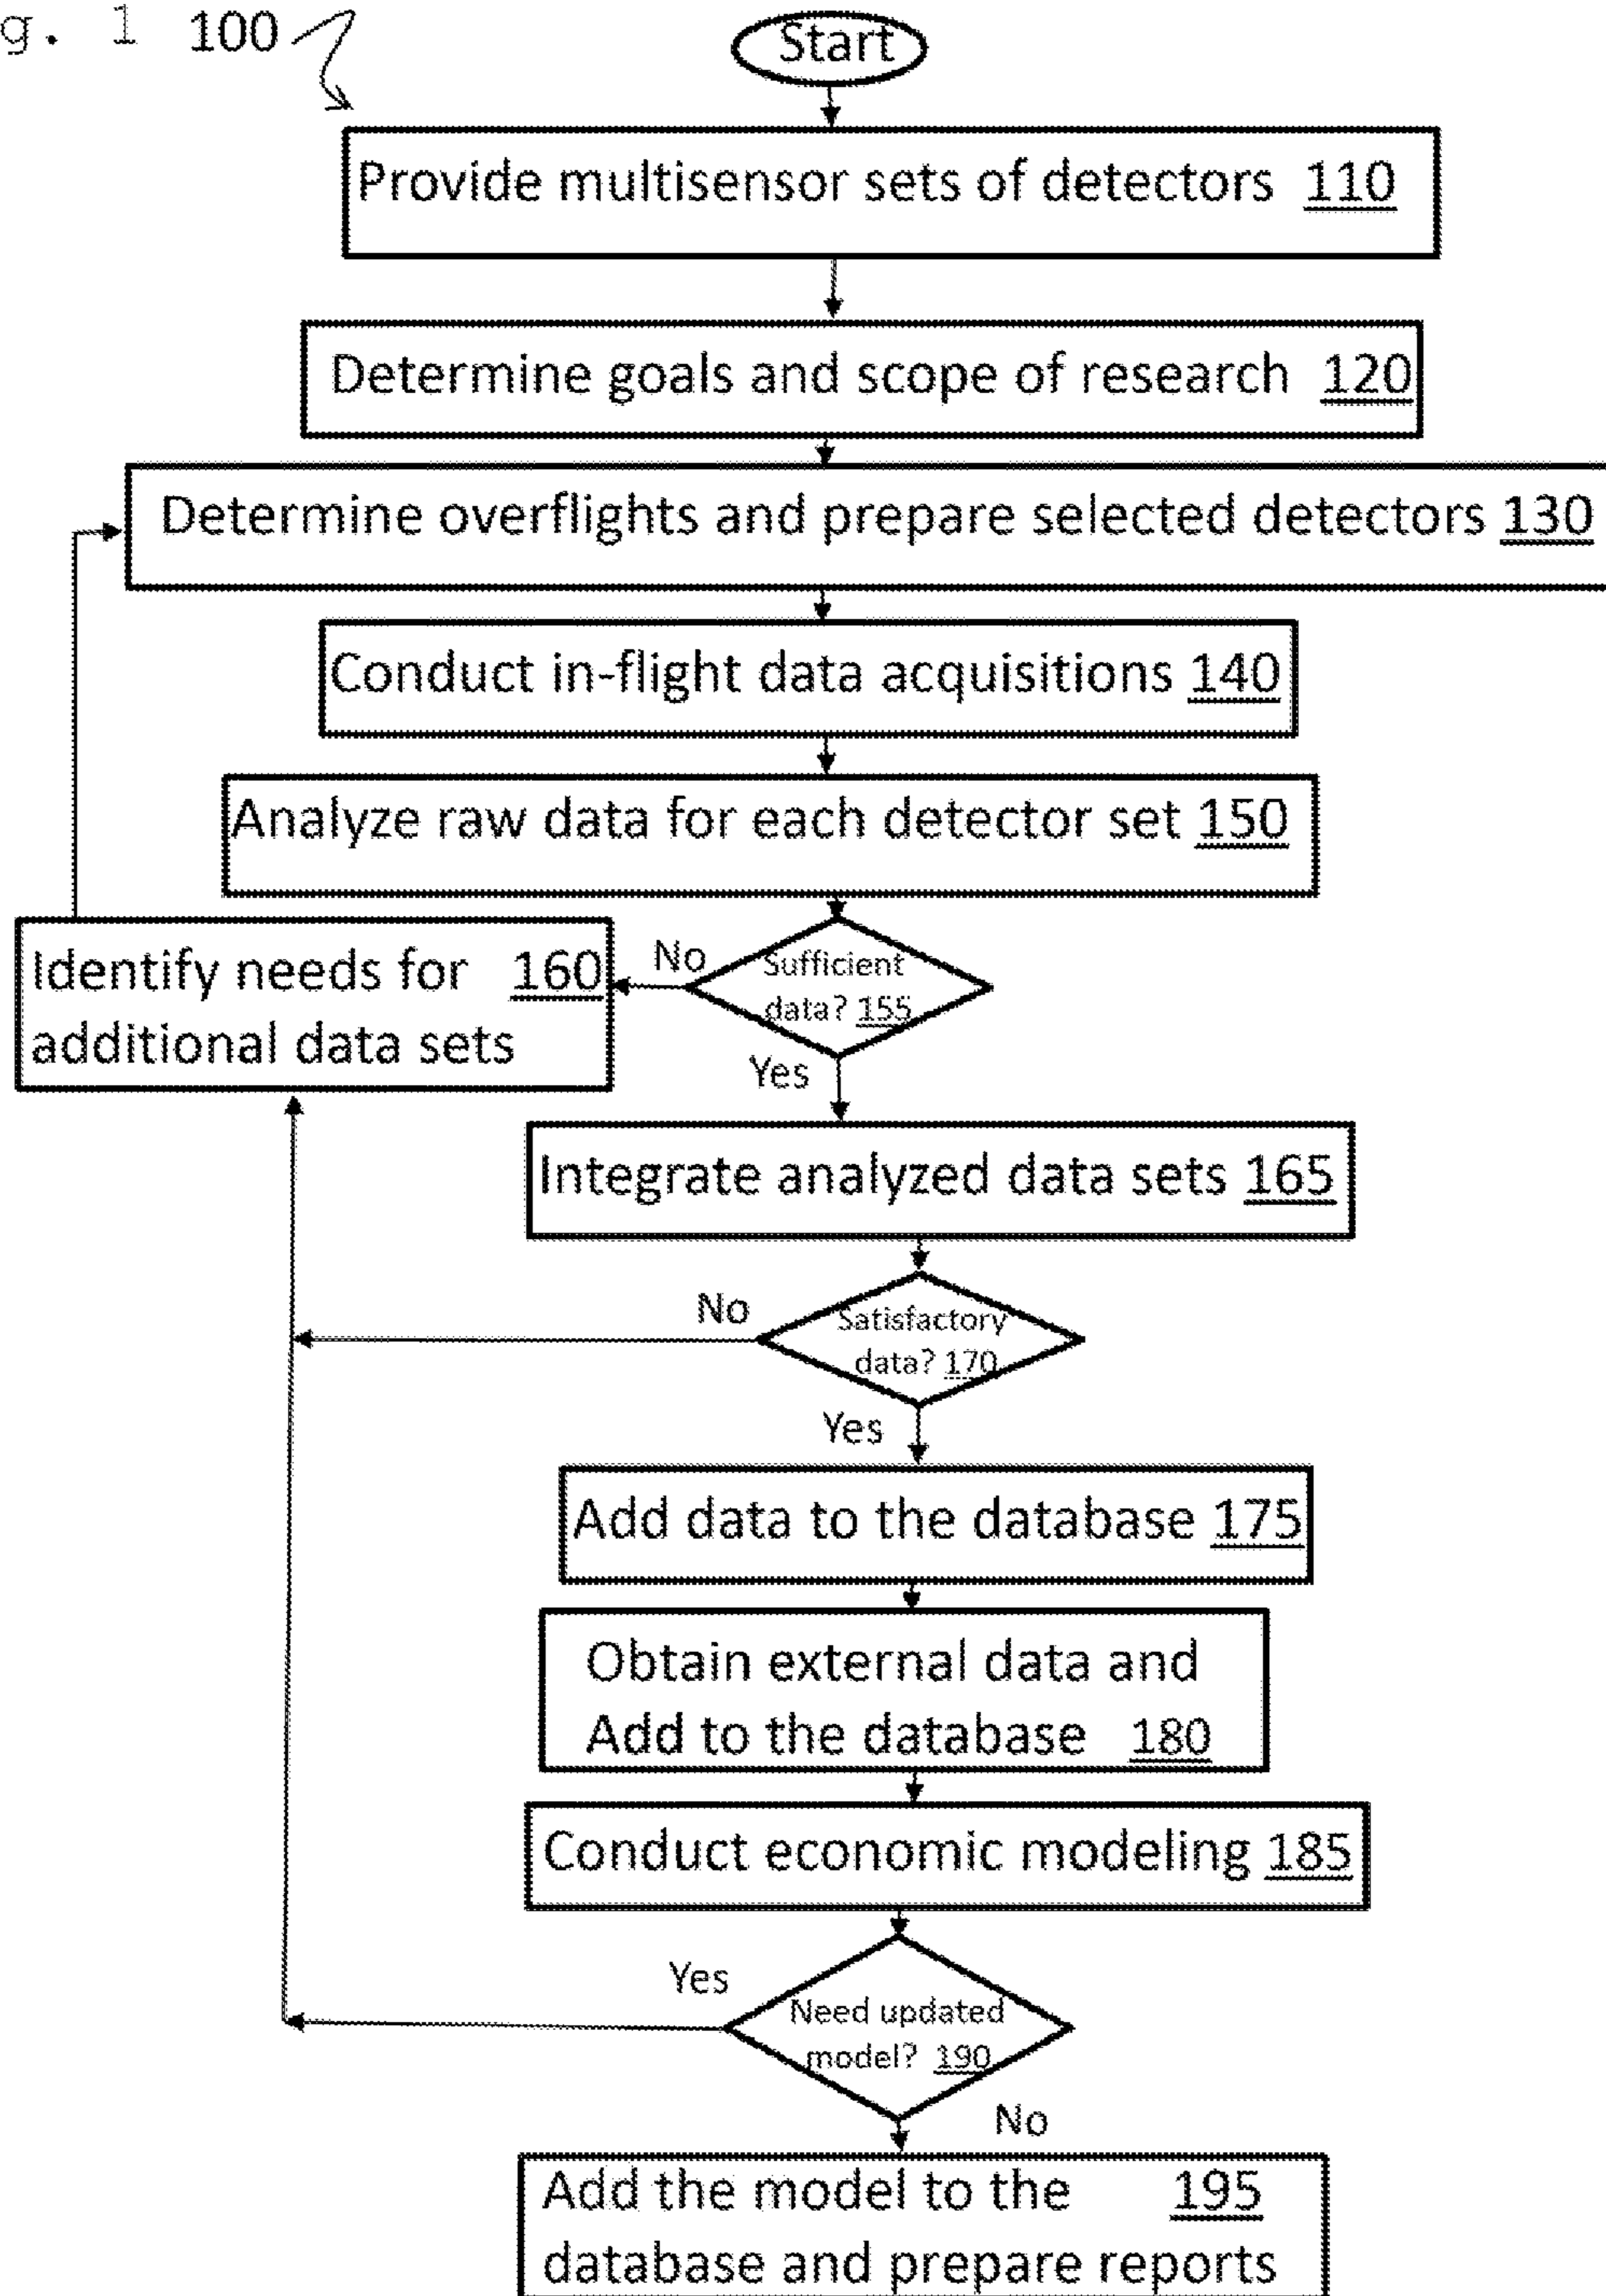 g. 1 100
Start
Provide multisensor sets of detectors 110
Determine goals and scope of research 120
Determine overflights and prepare selected detectors 130
Conduct in-flight data acquisitions 140
Analyze raw data for each detector set 150
Identify needs for 160
additional data sets
No
Sufficient
data? 155
Yes
Integrate analyzed data sets 165
No
Satisfactory
data? 170
Yes
Add data to the database 175
Obtain external data and
Add to the database 180
Conduct economic modeling 185
Yes
Need updated
model? 190
No
Add the model to the 195
database and prepare reports